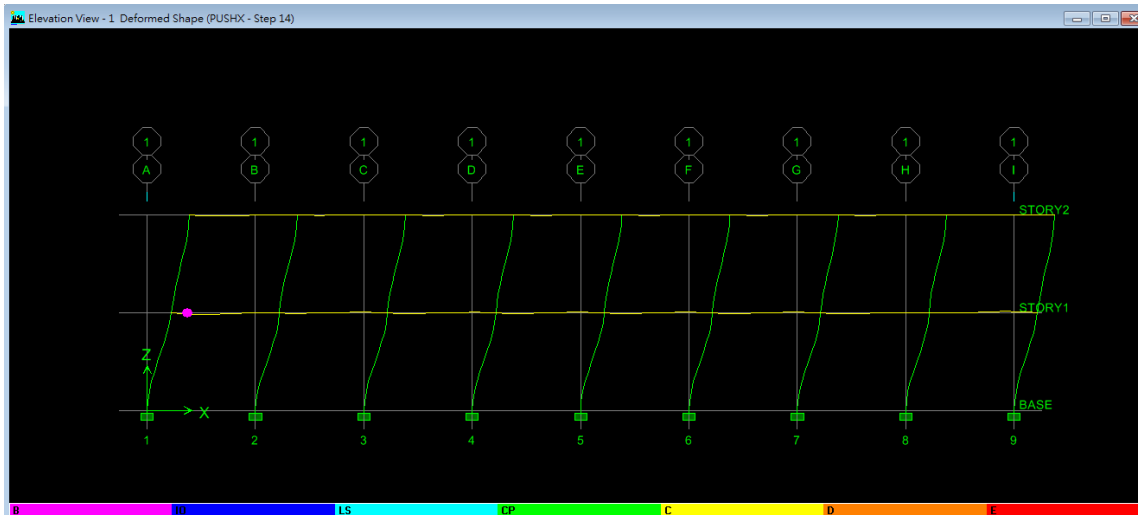 Elevation View - 1 Deformed Shape (PUSHX - Step 14)
1 1 1 1 1 1 1 1 1
A B C D E F G H I
STORY2
STORY1
Z
X
BASE
1 2 3 4 5 6 7 8 9
B IO LS CP C D E